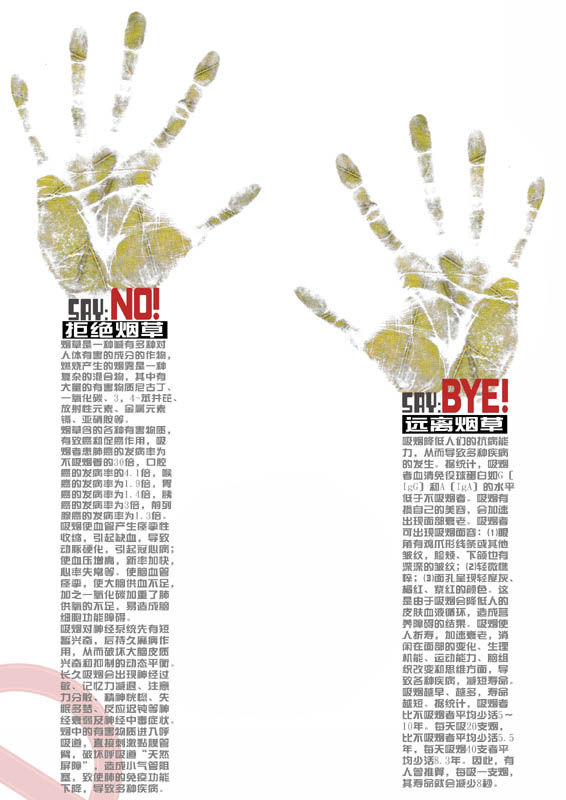 SAY:NO!
拒绝烟草
烟草是一种碱有多种对
人体有害的成分的作物，
燃烧产生的烟雾是一种
复杂的混合物，其中有
大量的有害物质尼古丁、
一氧化碳、3，4-苯并芘、
放射性元素、金属元素
镉、亚硝胺等。
烟草含的各种有害物质，
有致癌和促癌作用，吸
烟者患肺癌的发病率为
不吸烟者的30倍，口腔
癌的发病率的4.1倍，喉
癌的发病率为1.9倍，胃
癌的发病率为1.4倍，胰
癌的发病率为3倍，前列
腺癌的发病率为1.3倍。
吸烟使血管产生痉挛性
收缩，引起缺血，导致
动脉硬化，引起冠心病；
使血压增高，新率加快，
心率失常等。使脑血管
痉挛，使大脑供血不足，
加之一氧化碳加重了肺
供氧的不足，易造成脑
细胞功能障碍。
吸烟对神经系统先有短
暂兴奋，后持久麻痹作
用，从而破坏大脑皮质
兴奋和抑制的动态平衡。
长久吸烟会出现神经过
敏、记忆力减退、注意
力分散、精神恍惚、失
眠多梦、反应迟钝等神
经衰弱及神经中毒症状。
烟中的有害物质进入呼
吸道，直接刺激黏膜管
臂，破坏呼吸道“天然
屏障”，造成小气管阻
塞，致使肺的免疫功能
下降，导致多种疾病。
SAY:BYE!
远离烟草
吸烟降低人们的抗病能
力，从而导致多种疾病
的发生。据统计，吸烟
者血清免役球蛋白如G〔
IgG〕和A〔IgA〕的水平
低于不吸烟者。吸烟有
损自己的美容，会加速
出现面部衰老。吸烟者
可出现吸烟面容：⑴眼
角有鸡爪形线条或其他
皱纹，脸颊、下颌也有
深深的皱纹；⑵轻微憔
悴；⑶面孔呈现轻度灰、
橘红、紫红的颜色。这
是由于吸烟会降低人的
皮肤血液循环，造成营
养障碍的结果。吸烟使
人折寿，加速衰老，消
闲在面部的变化、生理
机能、运动能力、脑组
织改变和思维方面，导
致各种疾病，减短寿命。
吸烟越早、越多，寿命
越短。据统计，吸烟者
比不吸烟者平均少活5～
10年。每天吸20支烟，
比不吸烟者平均少活5.5
年，每天吸烟40支者平
均少活8.3年。因此，有
人曾推算，每吸一支烟，
其寿命就会减少8秒。